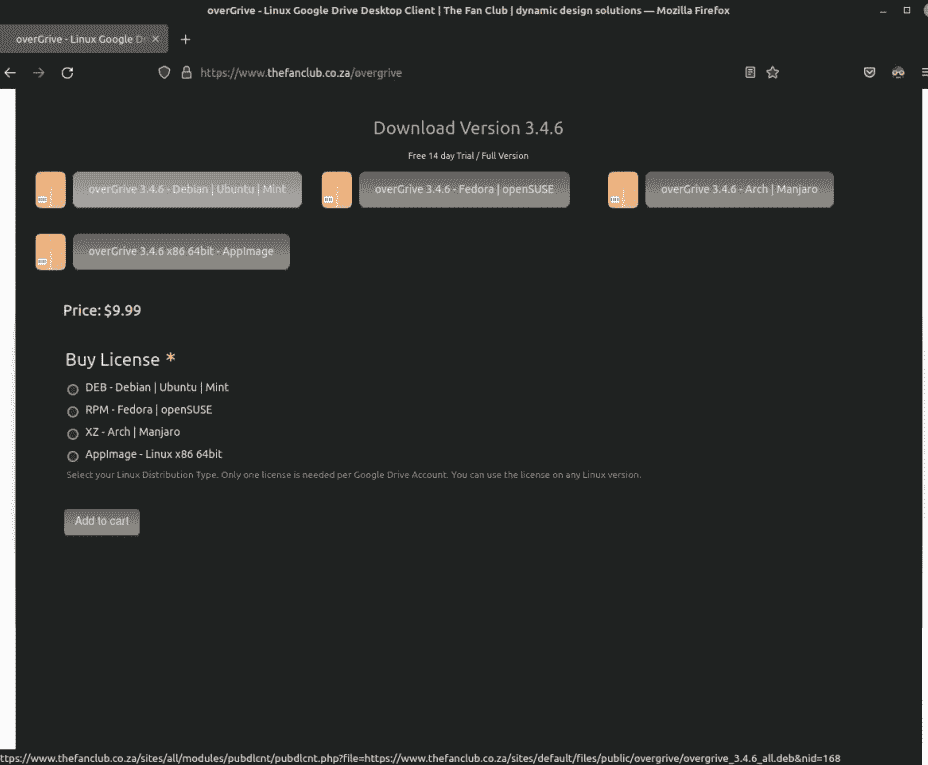 overGrive - Linux Google Drive Desktop Client | The Fan Club | dynamic design solutions — Mozilla Firefox
overGrive - Linux Google Dr
https://www.thefanclub.co.za/overgrive
Download Version 3.4.6
Free 14 day Trial / Full Version
overGrive 3.4.6 - Debian | Ubuntu | Mint
overGrive 3.4.6 - Fedora | openSUSE
overGrive 3.4.6 - Arch | Manjaro
overGrive 3.4.6 x86 64bit - AppImage
Price: $9.99
Buy License *
DEB - Debian | Ubuntu | Mint
RPM - Fedora | openSUSE
XZ - Arch | Manjaro
AppImage - Linux x86 64bit
Select your Linux Distribution Type. Only one license is needed per Google Drive Account. You can use the license on any Linux version.
Add to cart
ttps://www.thefanclub.co.za/sites/all/modules/pubdlcnt/pubdlcnt.php?file=https://www.thefanclub.co.za/sites/default/files/public/overgrive/overgrive_3.4.6_all.deb&nid=168